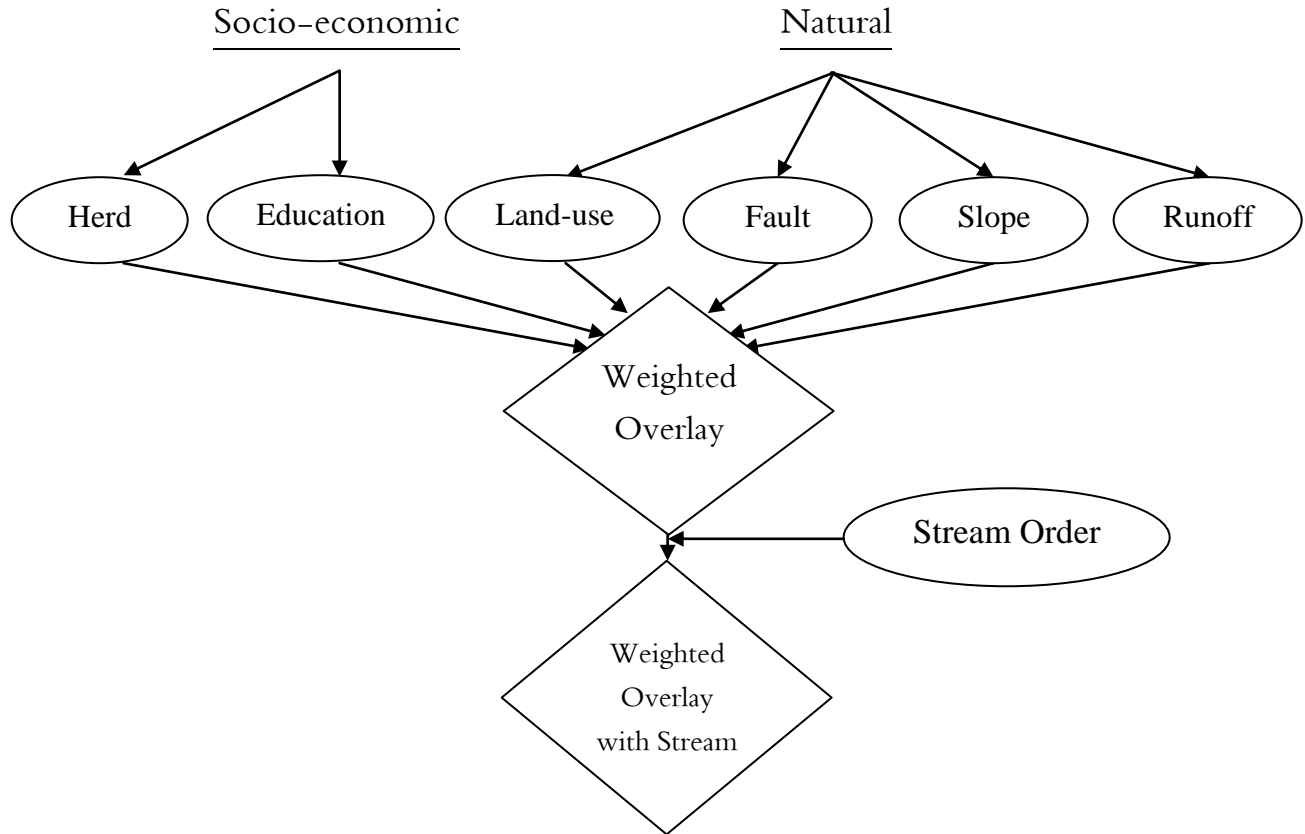 Socio-economic
Natural
Herd
Education
Land-use
Fault
Slope
Runoff
Weighted
Overlay
Stream Order
Weighted
Overlay
with Stream